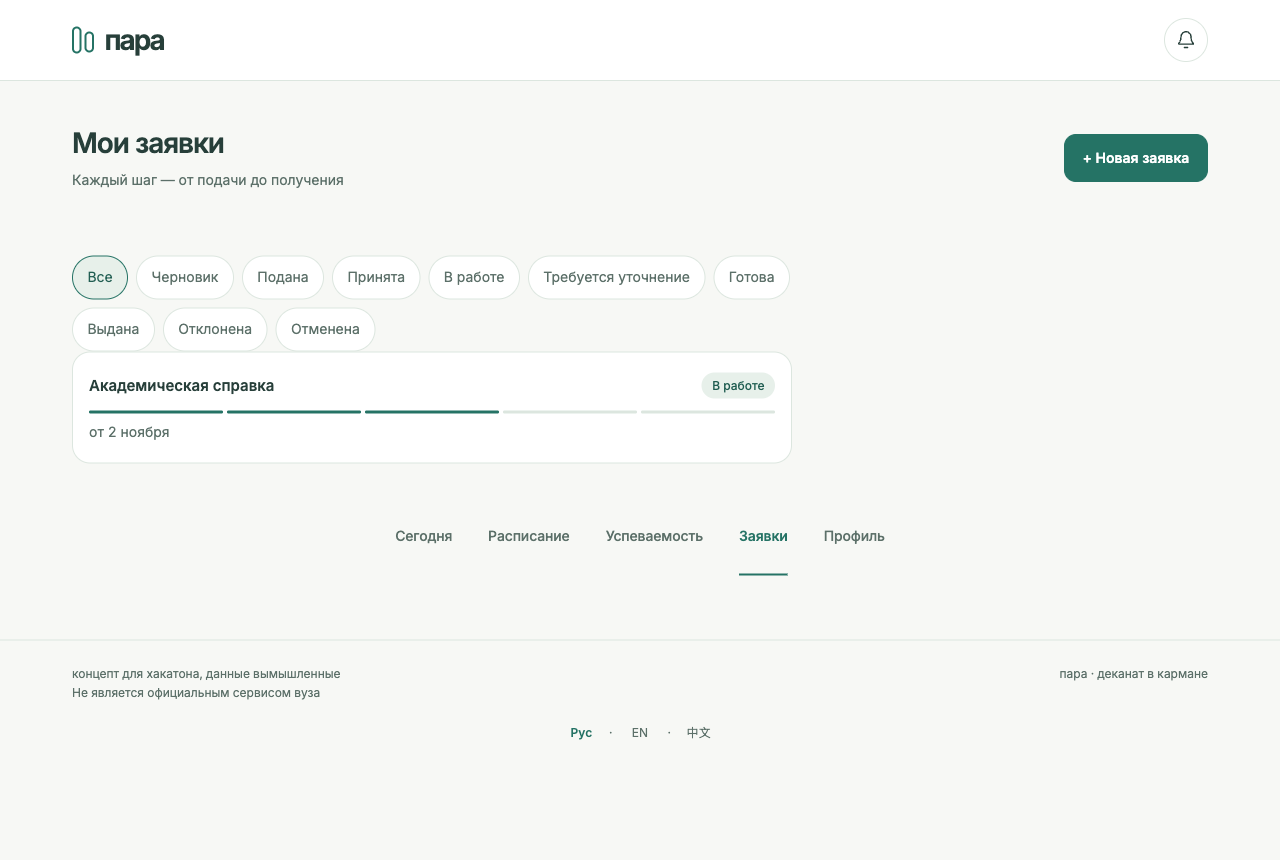 пара
Мои заявки
Каждый шаг — от подачи до получения
+ Новая заявка
Все Черновик Подана Принята В работе Требуется уточнение Готова
Выдана Отклонена Отменена
Академическая справка В работе
от 2 ноября
Сегодня Расписание Успеваемость Заявки Профиль
концепт для хакатона, данные вымышленные пара · деканат в кармане
Не является официальным сервисом вуза
Рус · EN · 中文